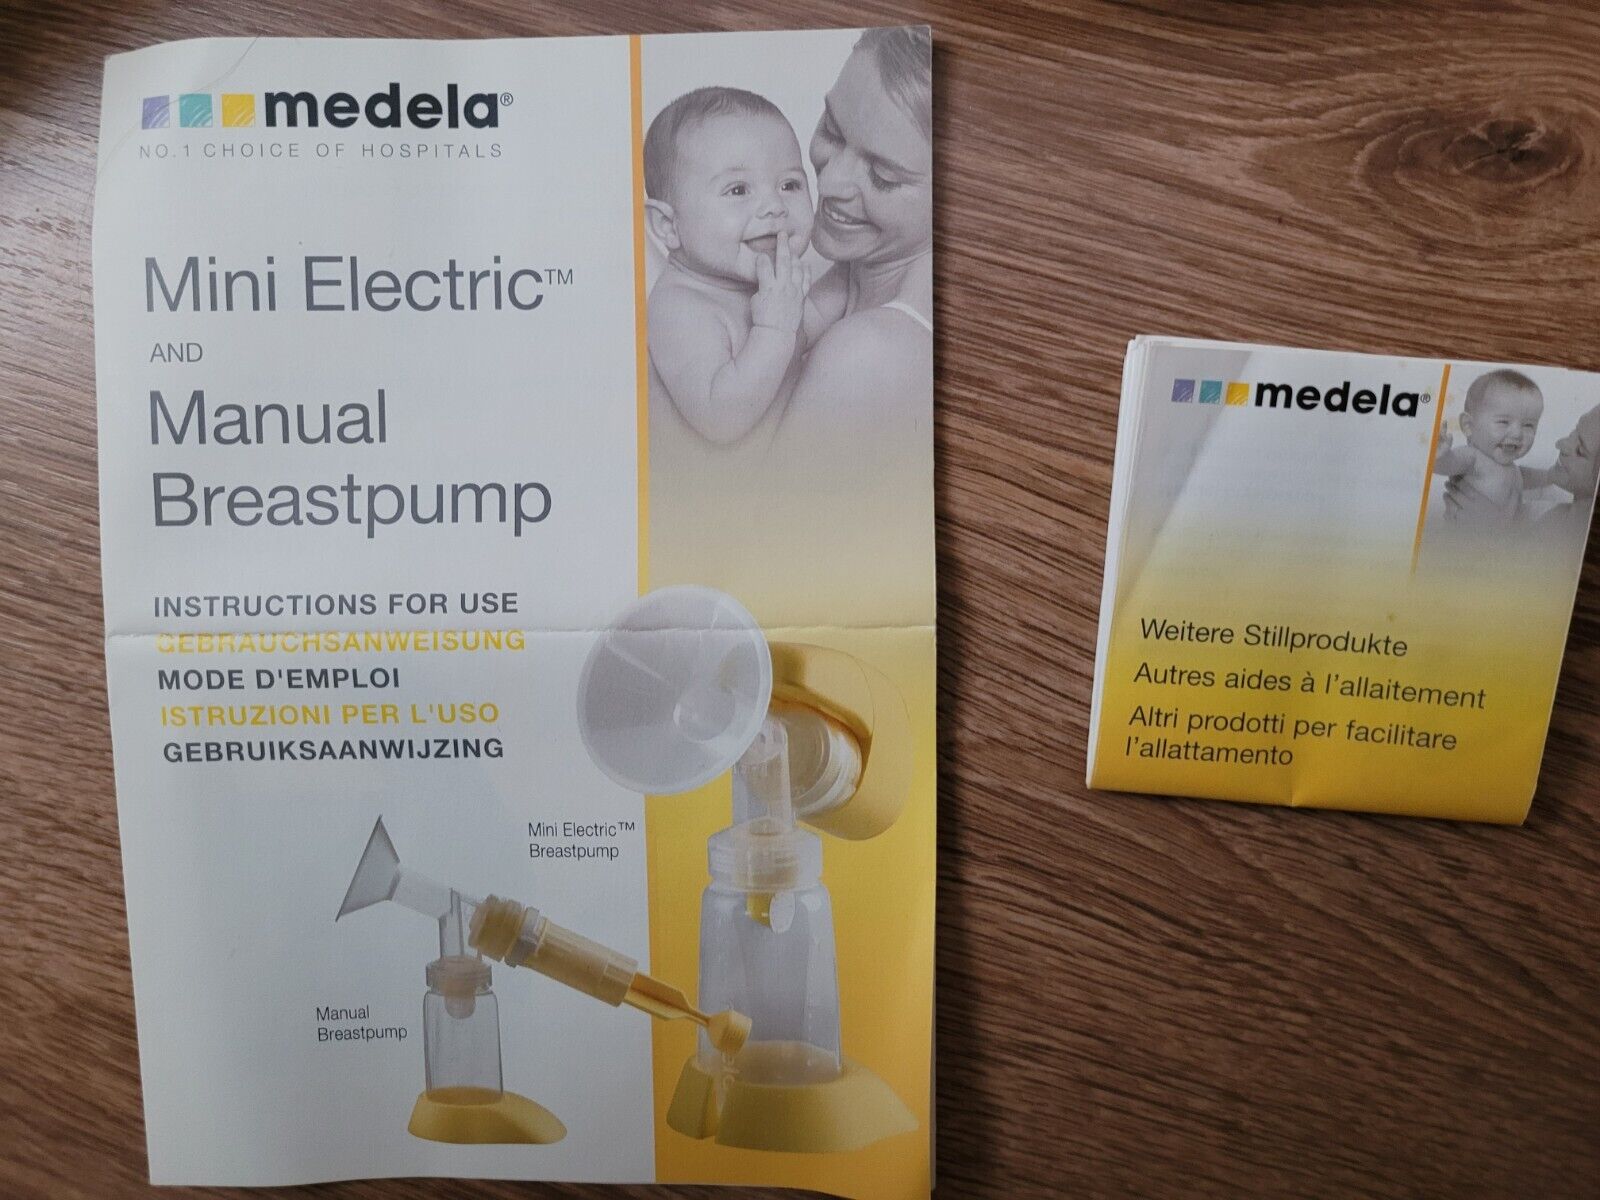 medela®
NO.1 CHOICE OF HOSPITALS
Mini Electric™
AND
Manual
Breastpump
INSTRUCTIONS FOR USE
GEBRAUCHSANWEISUNG
MODE D'EMPLOI
ISTRUZIONI PER L'USO
GEBRUIKSAANWIJZING
Mini Electric™
Breastpump
Manual
Breastpump
medela®
Weitere Stillprodukte
Autres aides à l'allaitement
Altri prodotti per facilitare
l'allattamento